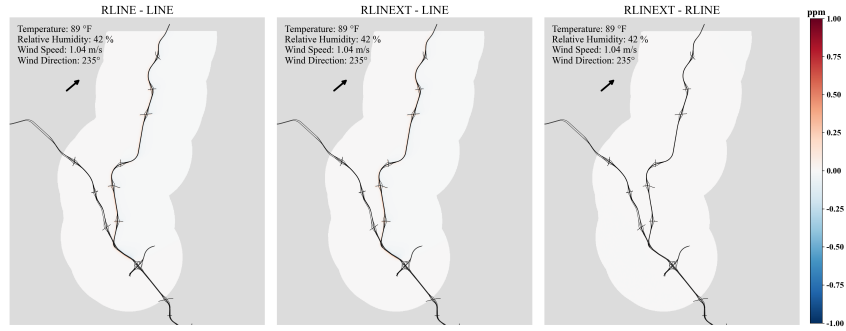 RLINE - LINE
Temperature: 89 °F
Relative Humidity: 42 %
Wind Speed: 1.04 m/s
Wind Direction: 235°
RLINEXT - LINE
Temperature: 89 °F
Relative Humidity: 42 %
Wind Speed: 1.04 m/s
Wind Direction: 235°
RLINEXT - RLINE
Temperature: 89 °F
Relative Humidity: 42 %
Wind Speed: 1.04 m/s
Wind Direction: 235°
ppm
1.00
0.75
0.50
0.25
0.00
-0.25
-0.50
-0.75
-1.00